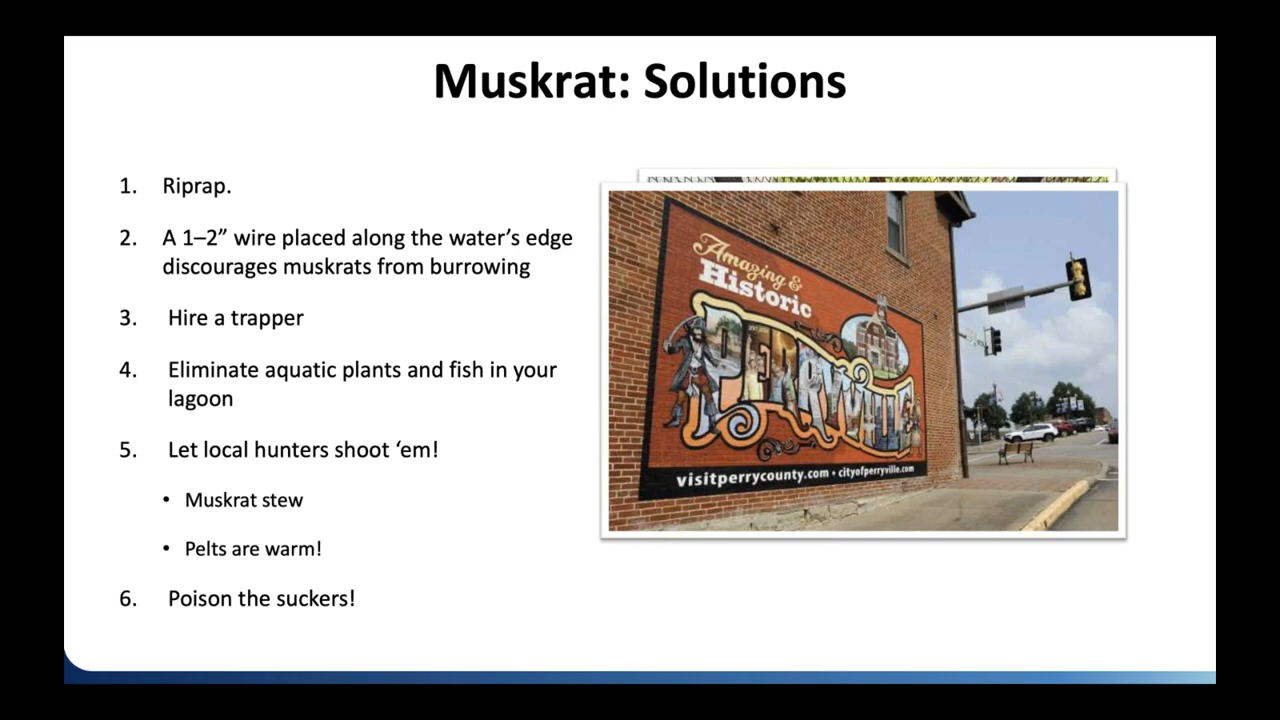 Muskrat: Solutions
1. Riprap.
2. A 1–2” wire placed along the water’s edge
discourages muskrats from burrowing
3. Hire a trapper
4. Eliminate aquatic plants and fish in your
lagoon
5. Let local hunters shoot ‘em!
• Muskrat stew
• Pelts are warm!
6. Poison the suckers!
Amazing &
Historic
PERRYVILLE
visitperrycounty.com • cityofperryville.com